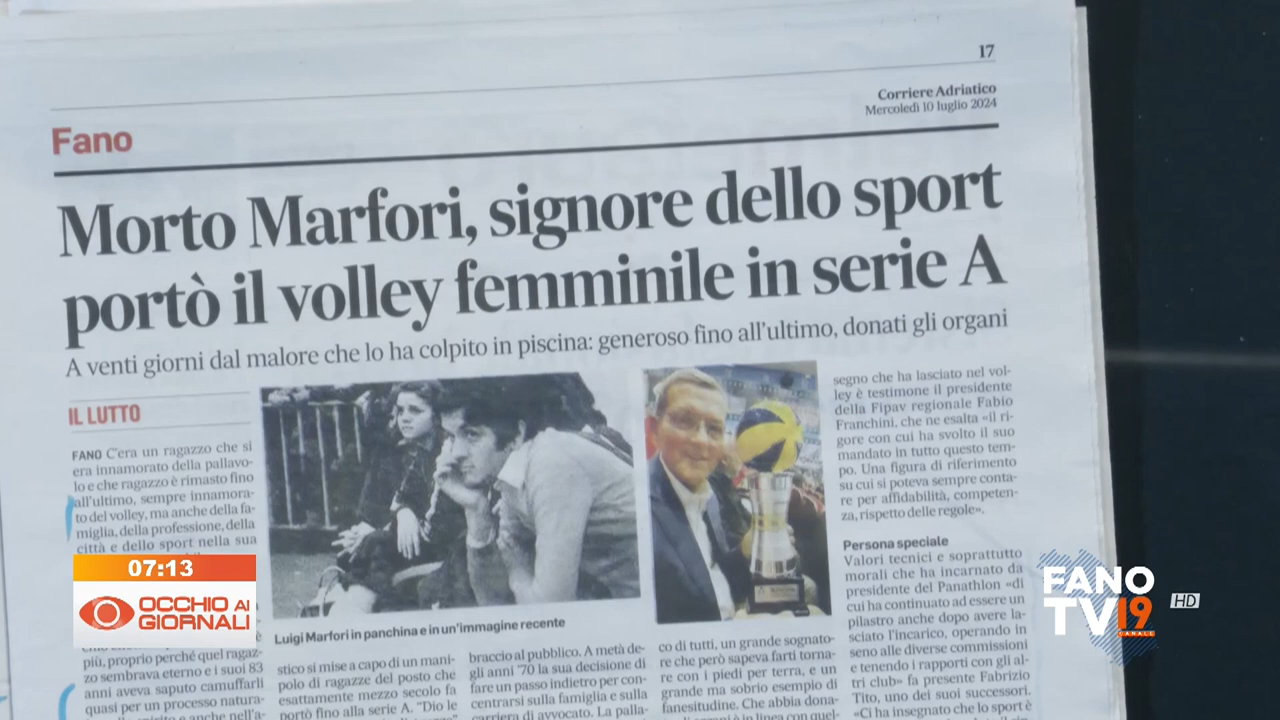 17
Corriere Adriatico
Mercoledì 10 luglio 2024
Fano
Morto Marfori, signore dello sport
portò il volley femminile in serie A
A venti giorni dal malore che lo ha colpito in piscina: generoso fino all'ultimo, donati gli organi
IL LUTTO
FANO C'era un ragazzo che si
era innamorato della pallavo-
lo e che ragazzo è rimasto fino
all'ultimo, sempre innamora-
to del volley, ma anche della fa-
miglia, della professione, della
città e dello sport nella sua
più, proprio perché quel ragaz-
zo sembrava eterno e i suoi 83
anni aveva saputo camuffarli
quasi per un processo natura-
Luigi Marfori in panchina e in un'immagine recente
stico si mise a capo di un mani-
polo di ragazze del posto che
esattamente mezzo secolo fa
portò fino alla serie A. "Dio le
braccio al pubblico. A metà de-
gli anni '70 la sua decisione di
fare un passo indietro per con-
centrarsi sulla famiglia e sulla
carriera di avvocato. La palla-
co di tutti, un grande sognato-
re che però sapeva farti torna-
re con i piedi per terra, e un
grande ma sobrio esempio di
fanesitudine. Che abbia dona-
segno che ha lasciato nel vol-
ley è testimone il presidente
della Fipav regionale Fabio
Franchini, che ne esalta «il ri-
gore con cui ha svolto il suo
mandato in tutto questo tem-
po. Una figura di riferimento
su cui si poteva sempre conta-
re per affidabilità, competen-
za, rispetto delle regole».
Persona speciale
Valori tecnici e soprattutto
morali che ha incarnato da
presidente del Panathlon «di
cui ha continuato ad essere un
pilastro anche dopo avere la-
sciato l'incarico, operando in
seno alle diverse commissioni
e tenendo i rapporti con gli al-
tri club» fa presente Fabrizio
Tito, uno dei suoi successori.
«Ci ha insegnato che lo sport è
07:13
OCCHIO AI
GIORNALI
FANO
TV19
CANALE
HD